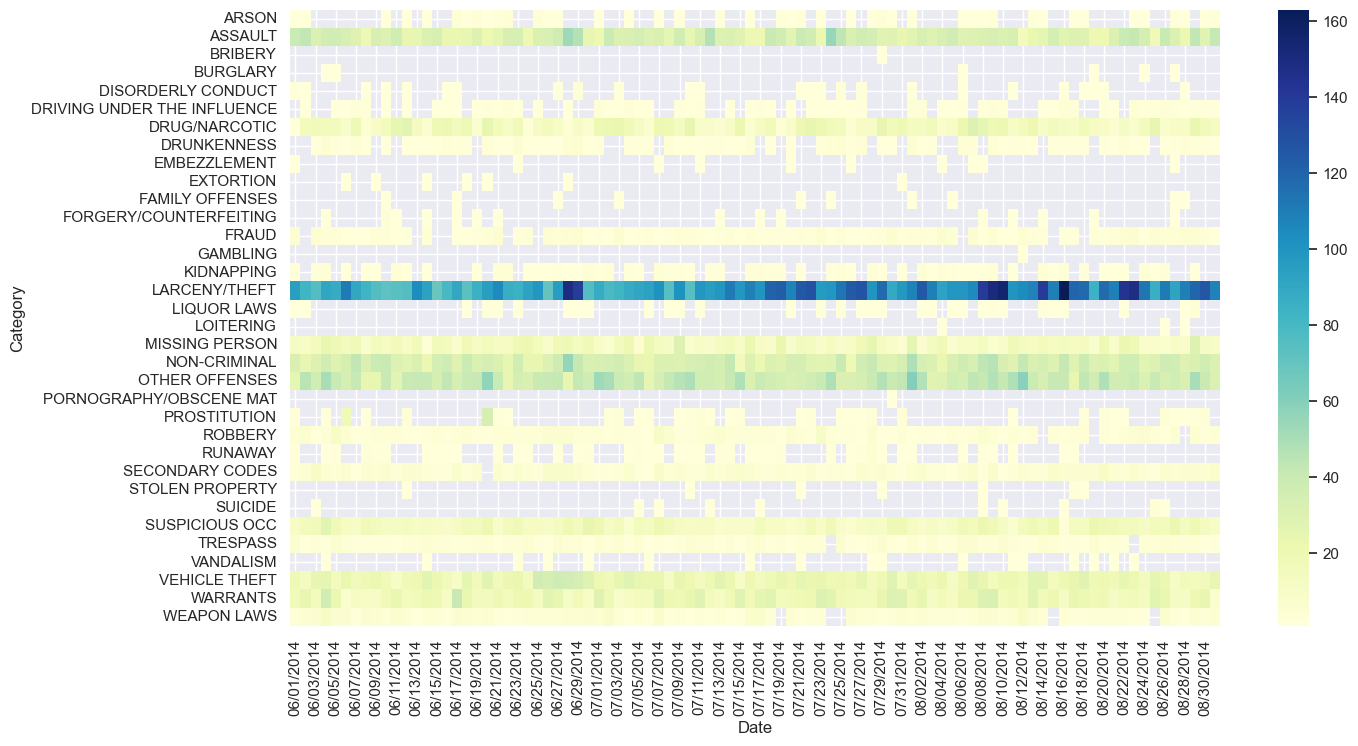 ARSON
ASSAULT
BRIBERY
BURGLARY
DISORDERLY CONDUCT
DRIVING UNDER THE INFLUENCE
DRUG/NARCOTIC
DRUNKENNESS
EMBEZZLEMENT
EXTORTION
FAMILY OFFENSES
FORGERY/COUNTERFEITING
FRAUD
GAMBLING
KIDNAPPING
LARCENY/THEFT
LIQUOR LAWS
LOITERING
MISSING PERSON
NON-CRIMINAL
OTHER OFFENSES
PORNOGRAPHY/OBSCENE MAT
PROSTITUTION
ROBBERY
RUNAWAY
SECONDARY CODES
STOLEN PROPERTY
SUICIDE
SUSPICIOUS OCC
TRESPASS
VANDALISM
VEHICLE THEFT
WARRANTS
WEAPON LAWS
Category
06/01/2014
06/03/2014
06/05/2014
06/07/2014
06/09/2014
06/11/2014
06/13/2014
06/15/2014
06/17/2014
06/19/2014
06/21/2014
06/23/2014
06/25/2014
06/27/2014
06/29/2014
07/01/2014
07/03/2014
07/05/2014
07/07/2014
07/09/2014
07/11/2014
07/13/2014
07/15/2014
07/17/2014
07/19/2014
07/21/2014
07/23/2014
07/25/2014
07/27/2014
07/29/2014
07/31/2014
08/02/2014
08/04/2014
08/06/2014
08/08/2014
08/10/2014
08/12/2014
08/14/2014
08/16/2014
08/18/2014
08/20/2014
08/22/2014
08/24/2014
08/26/2014
08/28/2014
08/30/2014
Date
160
140
120
100
80
60
40
20